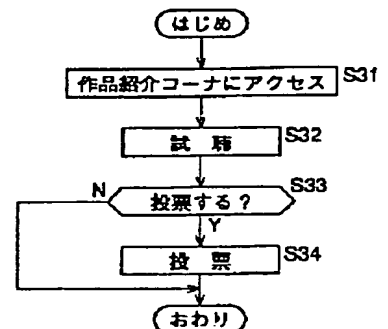 はじめ
作品紹介コーナにアクセス S31
試聴 S32
投票する? S33
N
Y
投票 S34
おわり